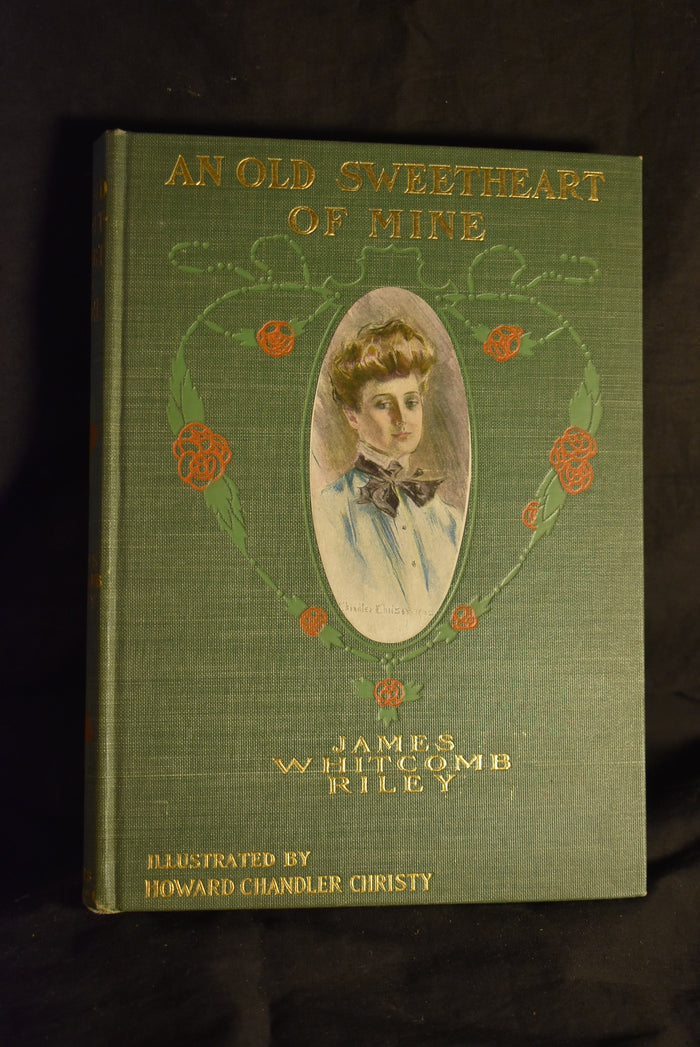 AN OLD SWEETHEART
OF MINE
JAMES
WHITCOMB
RILEY
ILLUSTRATED BY
HOWARD CHANDLER CHRISTY